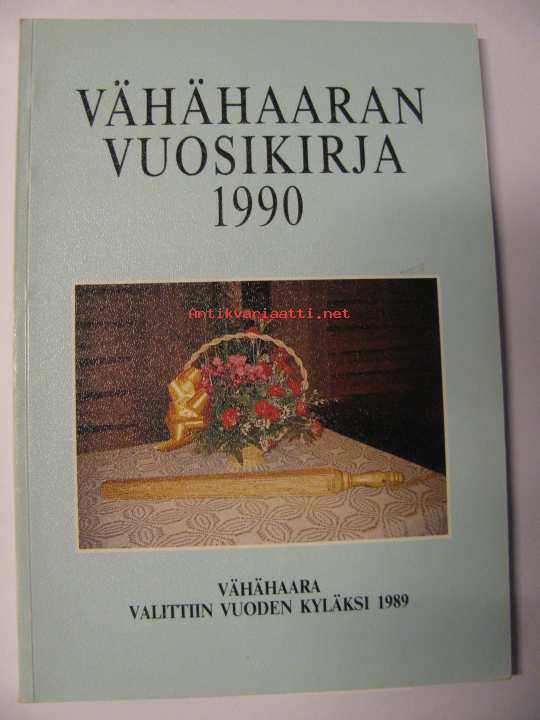 VÄHÄHAARAN
VUOSIKIRJA
1990
Antikvariaatti.net
VÄHÄHAARA
VALITTIIN VUODEN KYLÄKSI 1989